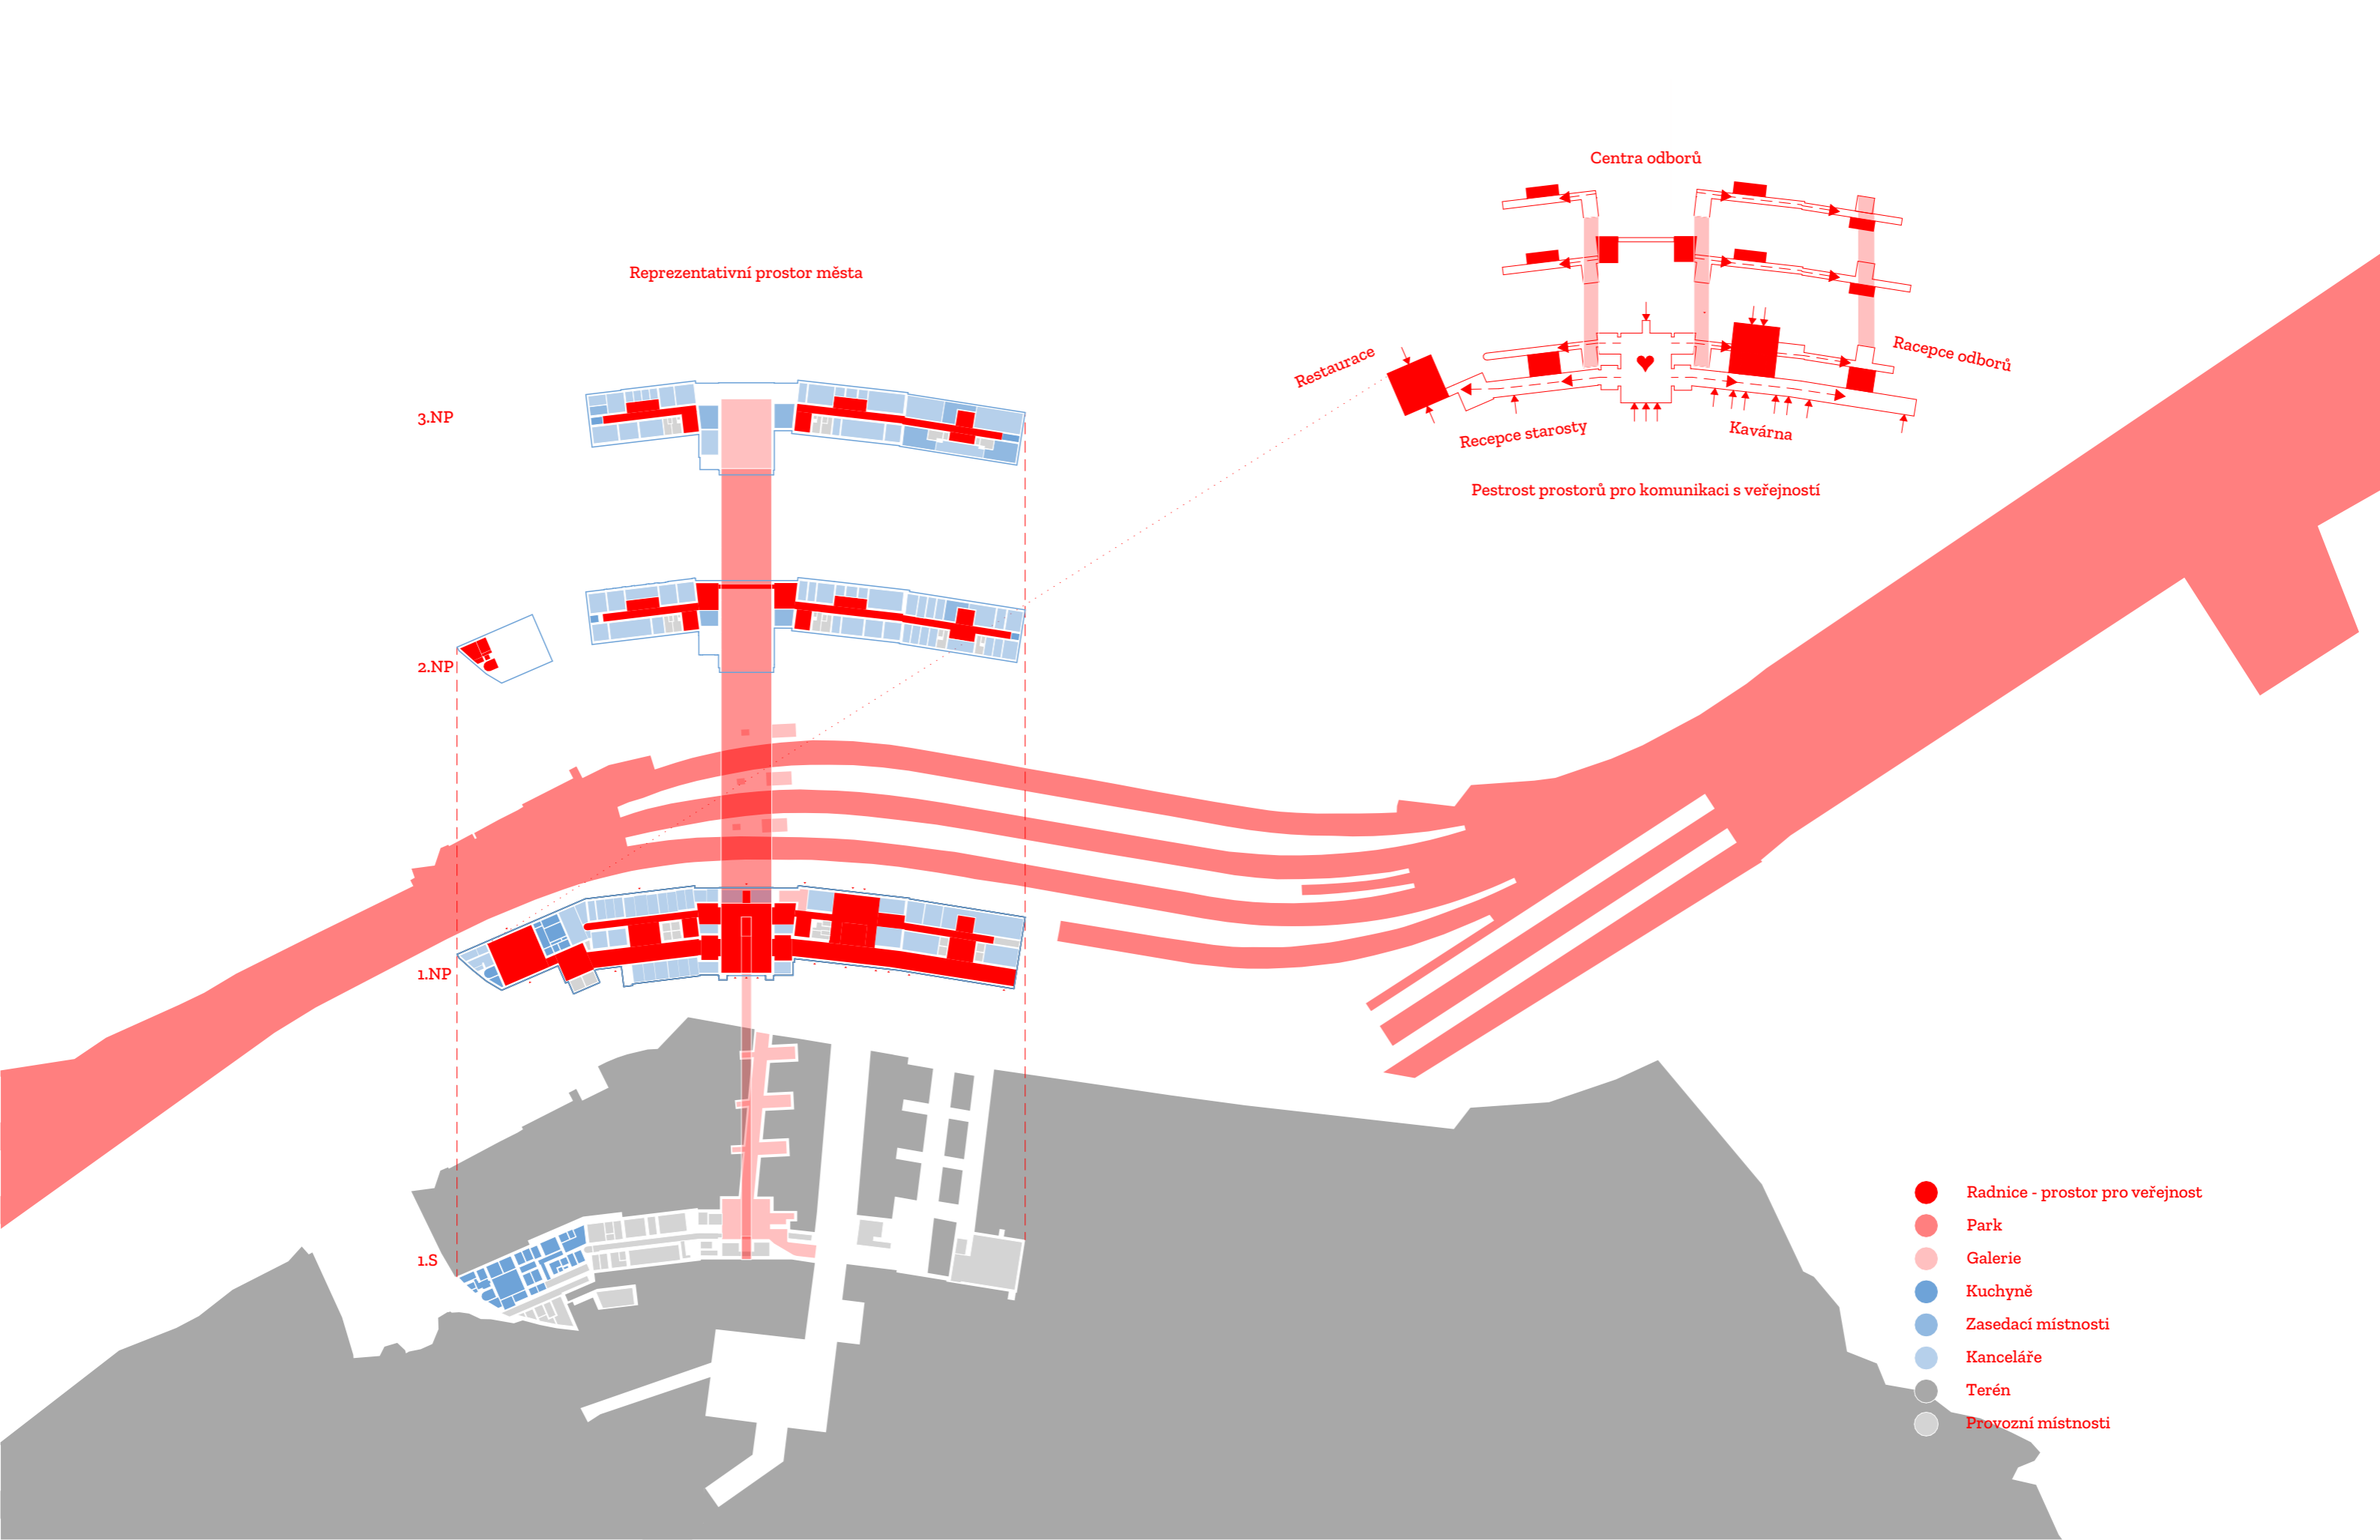 Centra odborů
Reprezentativní prostor města
Restaurace
Racepce odborů
3.NP
Recepce starosty
Kavárna
Pestrost prostorů pro komunikaci s veřejností
2.NP
1.NP
1.S
Radnice - prostor pro veřejnost
Park
Galerie
Kuchyně
Zasedací místnosti
Kanceláře
Terén
Provozní místnosti